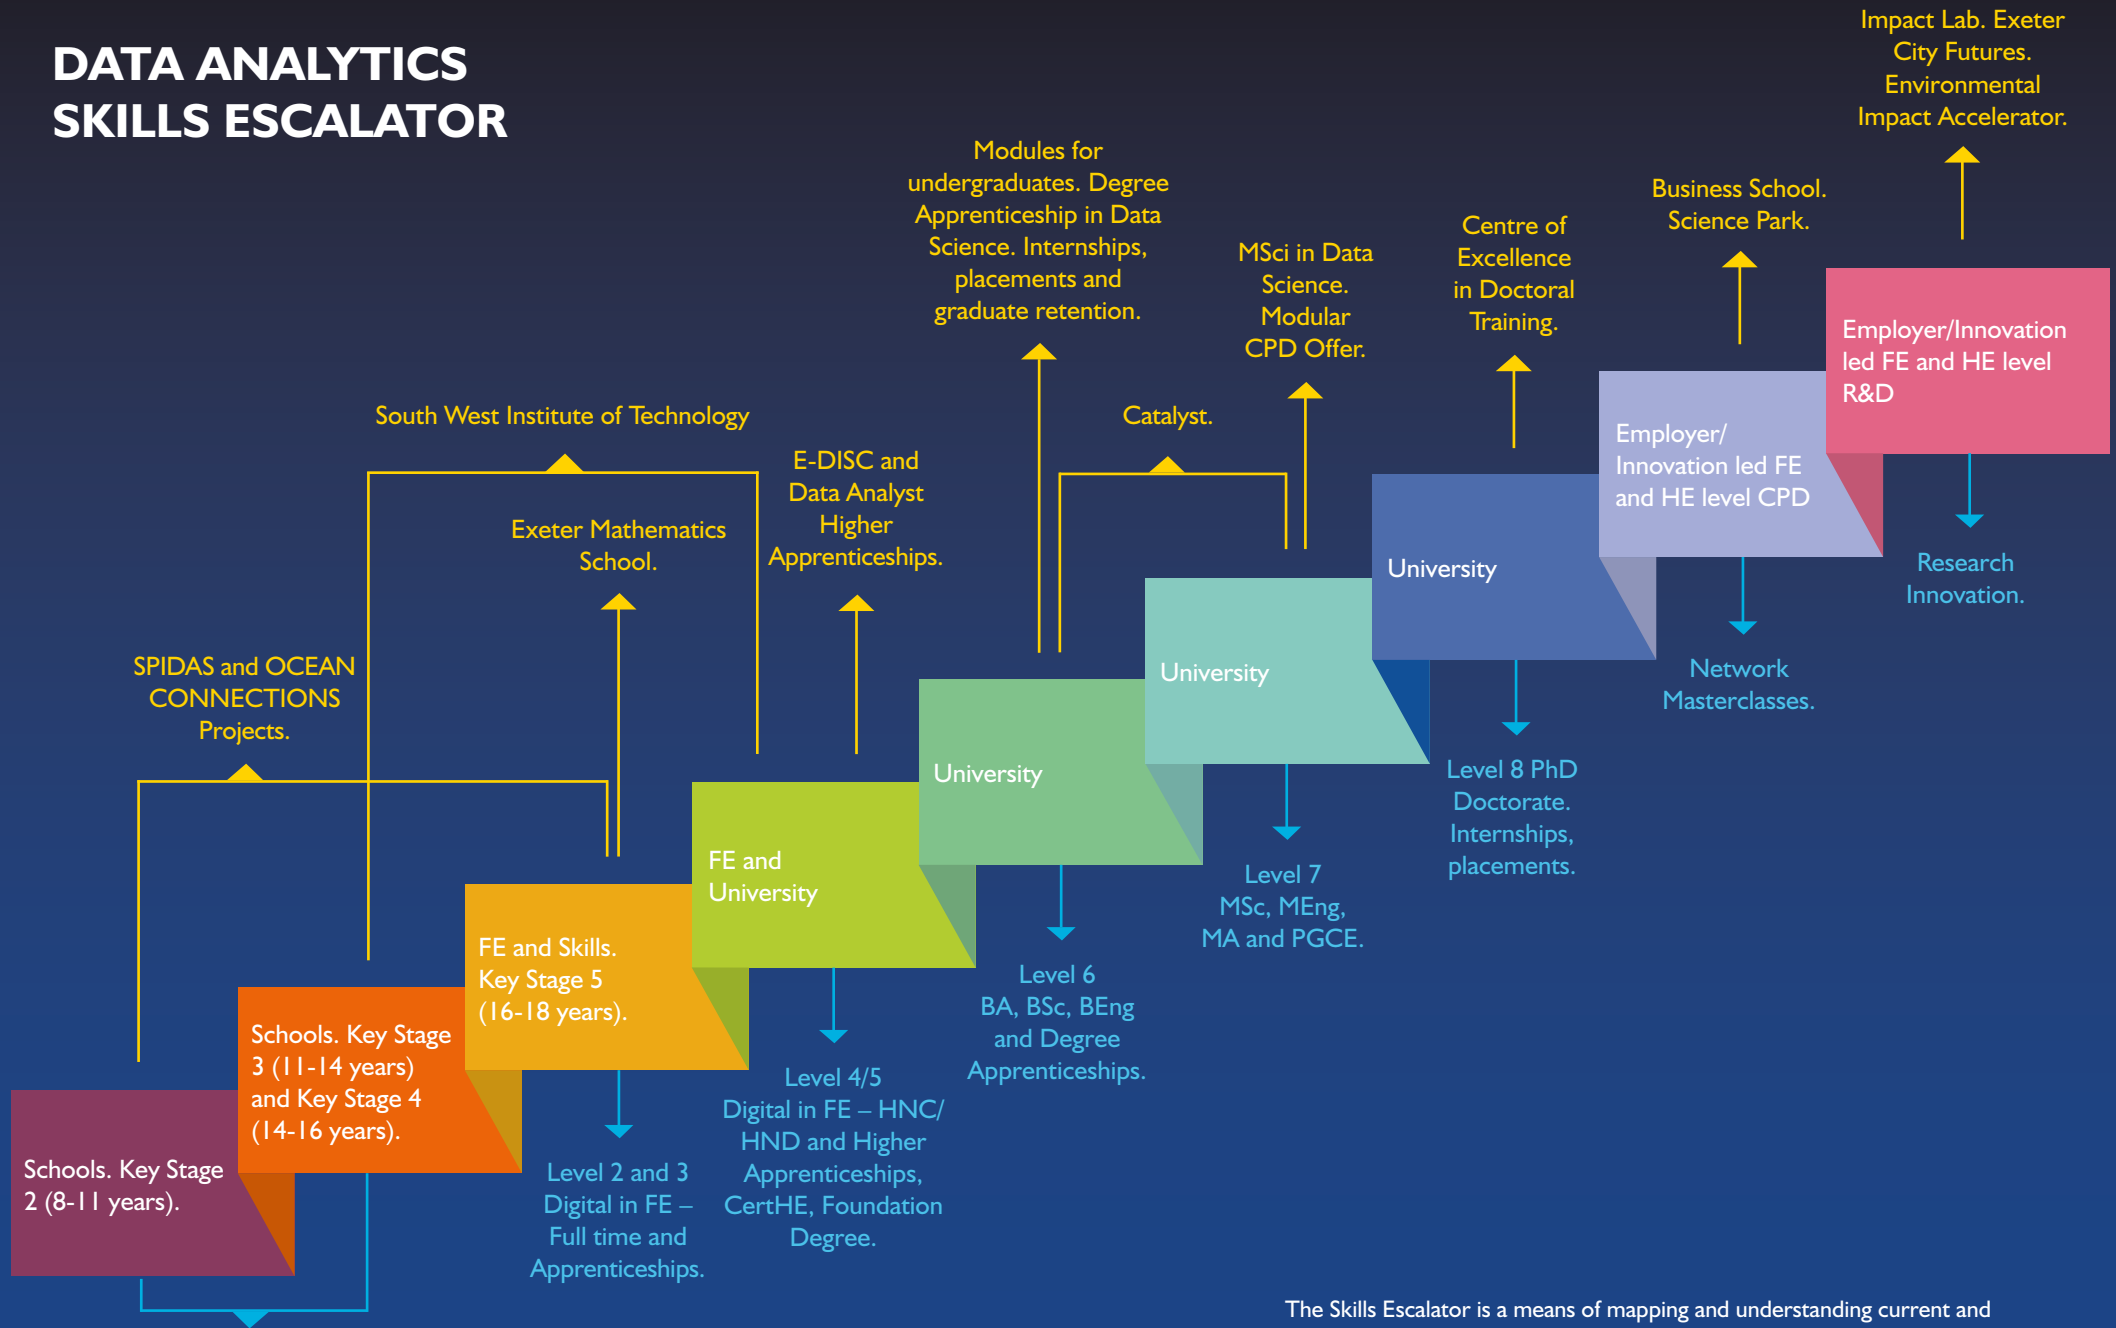 DATA ANALYTICS
SKILLS ESCALATOR
Impact Lab. Exeter
City Futures.
Environmental
Impact Accelerator.
Modules for
undergraduates. Degree
Apprenticeship in Data
Science. Internships,
placements and
graduate retention.
Business School.
Science Park.
Centre of
Excellence
in Doctoral
Training.
MSci in Data
Science.
Modular
CPD Offer.
South West Institute of Technology
Catalyst.
E-DISC and
Data Analyst
Higher
Apprenticeships.
Exeter Mathematics
School.
SPIDAS and OCEAN
CONNECTIONS
Projects.
Employer/Innovation
led FE and HE level
R&D
Employer/
Innovation led FE
and HE level CPD
University
University
University
FE and
University
FE and Skills.
Key Stage 5
(16-18 years).
Schools. Key Stage
3 (11-14 years)
and Key Stage 4
(14-16 years).
Schools. Key Stage
2 (8-11 years).
Research
Innovation.
Network
Masterclasses.
Level 8 PhD
Doctorate.
Internships,
placements.
Level 7
MSc, MEng,
MA and PGCE.
Level 6
BA, BSc, BEng
and Degree
Apprenticeships.
Level 4/5
Digital in FE – HNC/
HND and Higher
Apprenticeships,
CertHE, Foundation
Degree.
Level 2 and 3
Digital in FE –
Full time and
Apprenticeships.
The Skills Escalator is a means of mapping and understanding current and